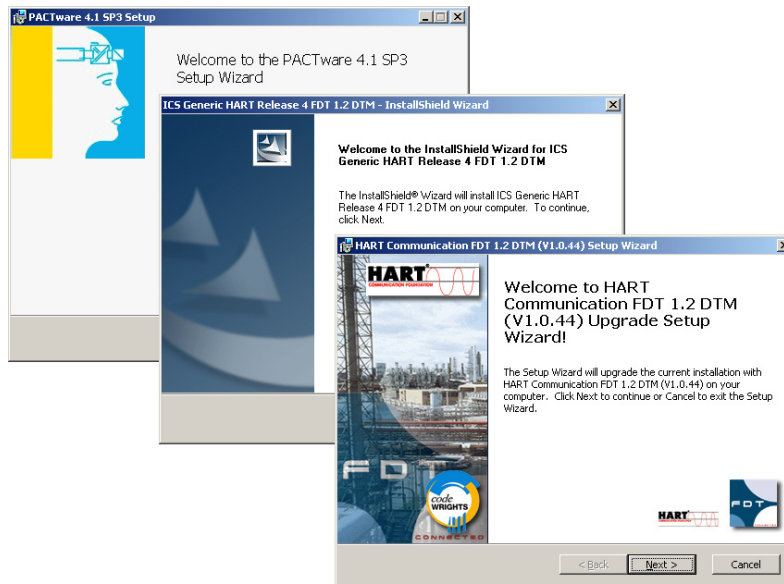 PACTware 4.1 SP3 Setup
Welcome to the PACTware 4.1 SP3
Setup Wizard
ICS Generic HART Release 4 FDT 1.2 DTM - InstallShield Wizard
Welcome to the InstallShield Wizard for ICS
Generic HART Release 4 FDT 1.2 DTM
The InstallShield® Wizard will install ICS Generic HART
Release 4 FDT 1.2 DTM on your computer. To continue,
click Next.
HART Communication FDT 1.2 DTM (V1.0.44) Setup Wizard
HART
COMMUNICATION FOUNDATION
Welcome to HART
Communication FDT 1.2 DTM
(V1.0.44) Upgrade Setup
Wizard!
The Setup Wizard will upgrade the current installation with
HART Communication FDT 1.2 DTM (V1.0.44) on your
computer. Click Next to continue or Cancel to exit the Setup
Wizard.
FDT
code
WRIGHTS
CONNECTED
HART
FDT
< Back
Next >
Cancel